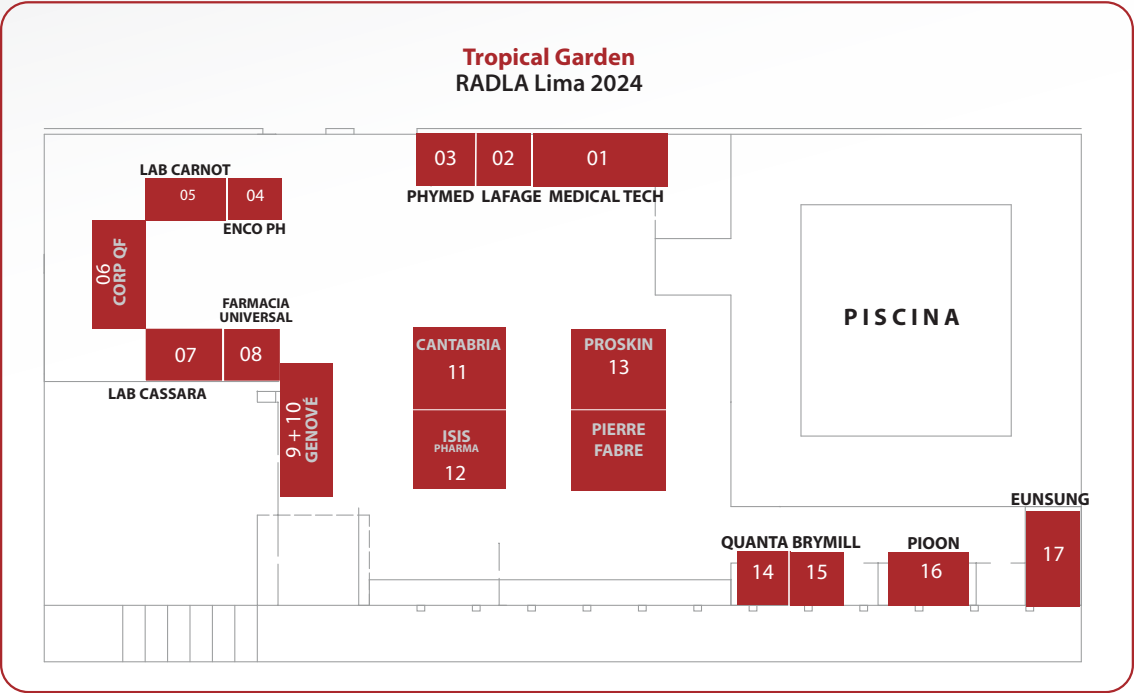 Tropical Garden
RADLA Lima 2024
03
02
01
PHYMED
LAFAGE
MEDICAL TECH
LAB CARNOT
05
04
ENCO PH
06
CORP QF
FARMACIA
UNIVERSAL
07
08
LAB CASSARA
9 + 10
GENOVÉ
CANTABRIA
11
ISIS
PHARMA
12
PROSKIN
13
PIERRE
FABRE
PISCINA
QUANTA
BRYMILL
14
15
PIOON
16
EUNSUNG
17